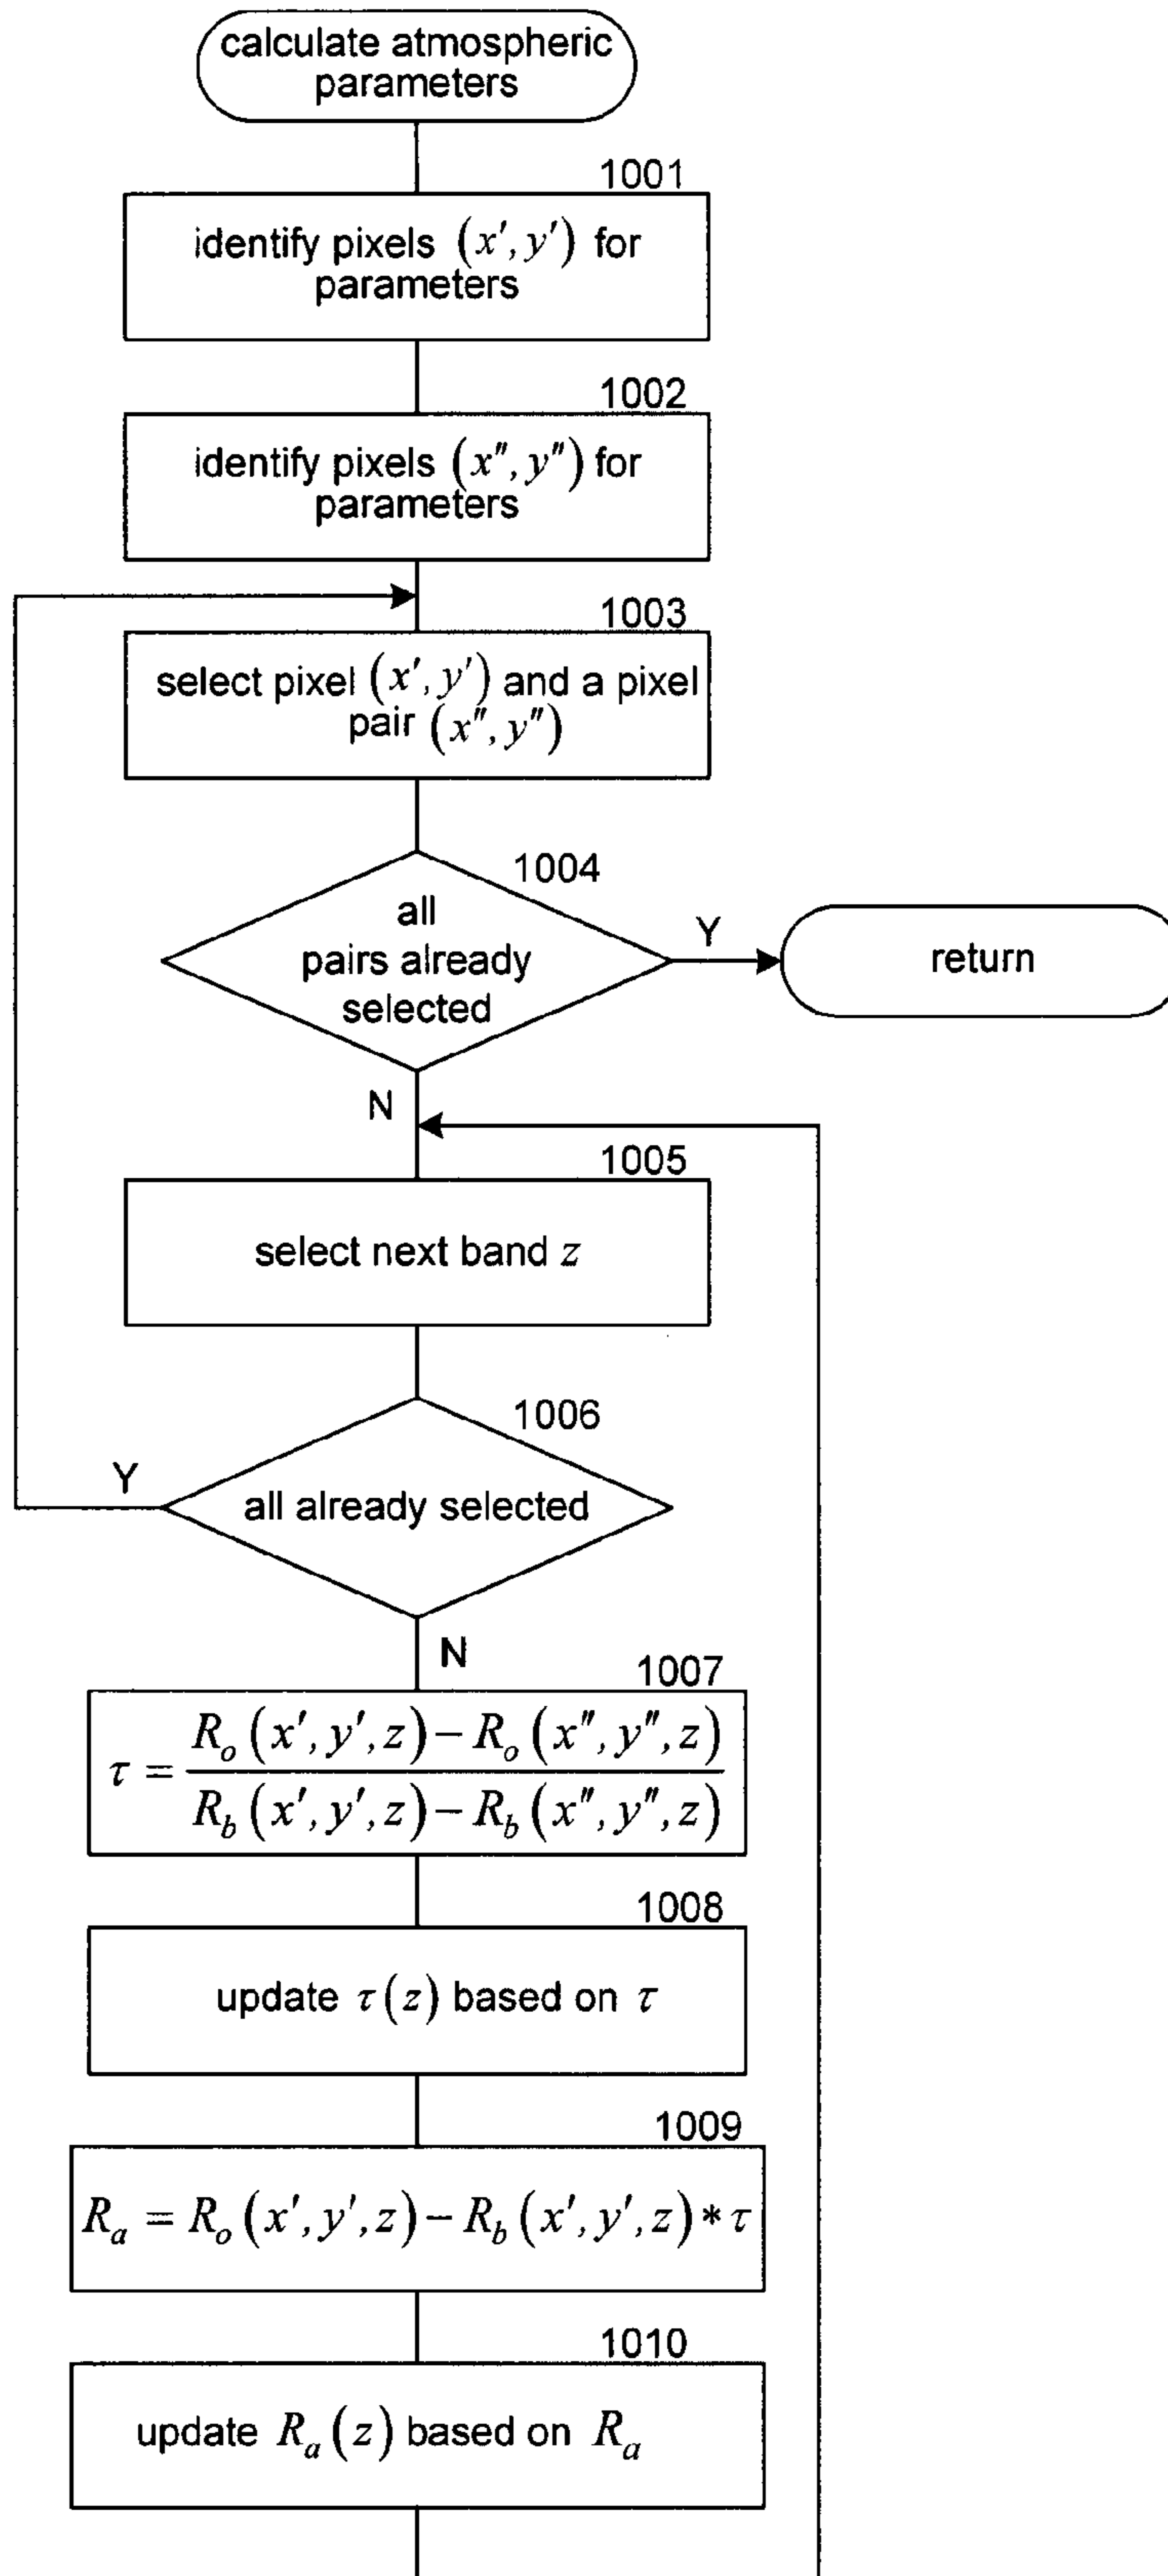 calculate atmospheric
parameters
1001
identify pixels (x′, y′) for
parameters
1002
identify pixels (x″, y″) for
parameters
1003
select pixel (x′, y′) and a pixel
pair (x″, y″)
1004
all
pairs already
selected
Y
return
N
1005
select next band z
1006
all already selected
Y
N
1007
τ = (R_o(x′, y′, z) − R_o(x″, y″, z)) / (R_b(x′, y′, z) − R_b(x″, y″, z))
1008
update τ(z) based on τ
1009
R_a = R_o(x′, y′, z) − R_b(x′, y′, z) * τ
1010
update R_a(z) based on R_a